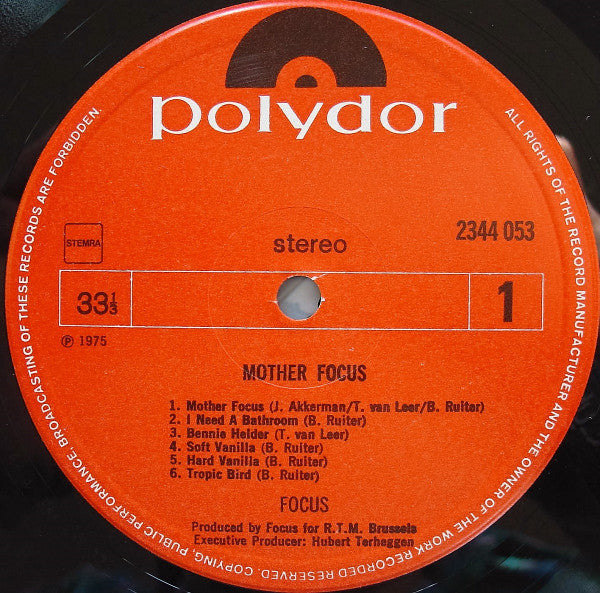 polydor
ALL RIGHTS OF THE RECORD MANUFACTURER AND THE OWNER OF THE WORK RECORDED RESERVED. COPYING, PUBLIC PERFORMANCE, BROADCASTING OF THESE RECORDS ARE FORBIDDEN.
STEMRA
stereo
2344 053
33⅓
1
℗ 1975
MOTHER FOCUS
1. Mother Focus (J. Akkerman/T. van Leer/B. Ruiter)
2. I Need A Bathroom (B. Ruiter)
3. Bennie Helder (T. van Leer)
4. Soft Vanilla (B. Ruiter)
5. Hard Vanilla (B. Ruiter)
6. Tropic Bird (B. Ruiter)
FOCUS
Produced by Focus for R.T.M. Brussels
Executive Producer: Hubert Terheggen